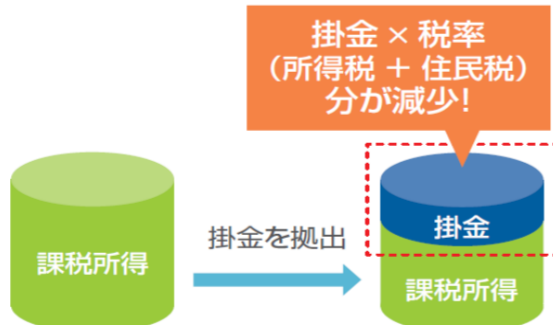 掛金 × 税率
（所得税 ＋ 住民税）
分が減少！
掛金を拠出
課税所得
掛金
課税所得